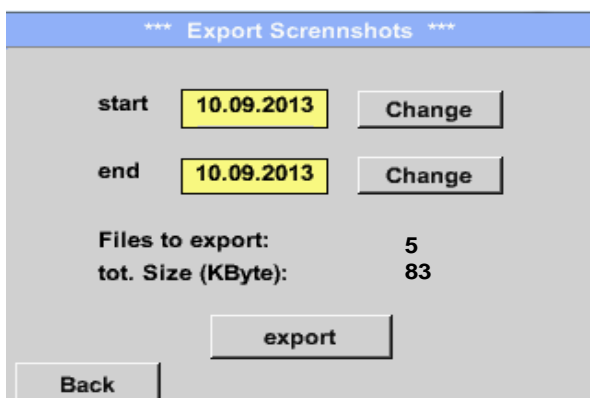 *** Export Scrennshots ***
start 10.09.2013 Change
end 10.09.2013 Change
Files to export: 5
tot. Size (KByte): 83
export
Back